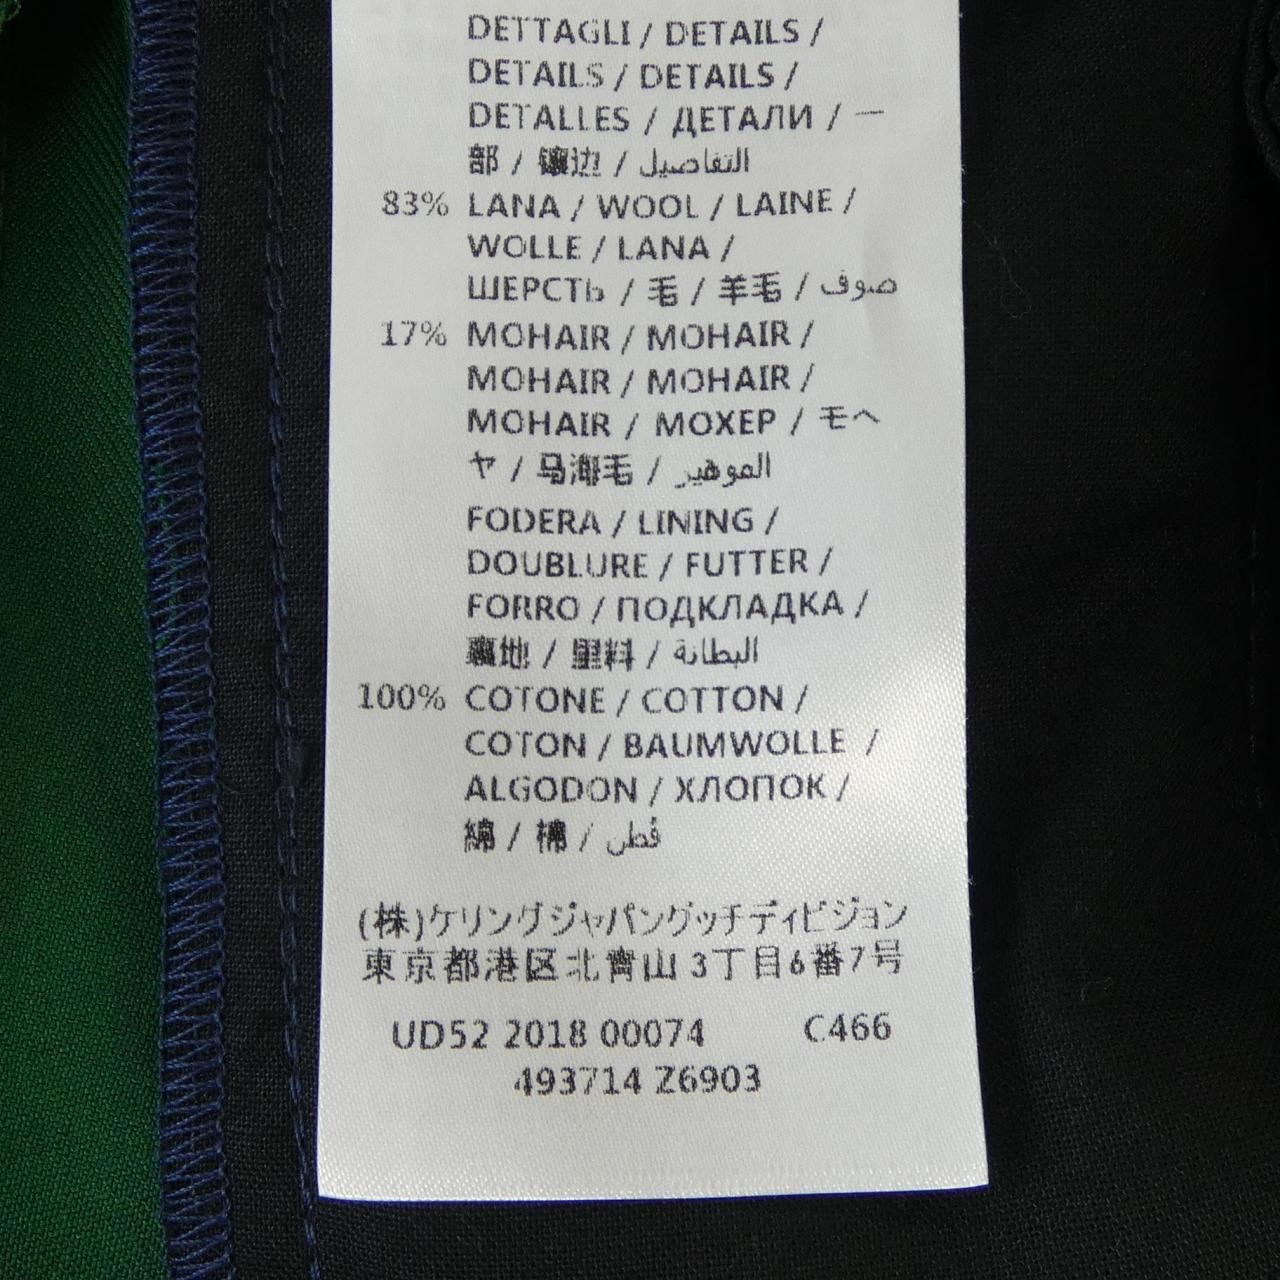 DETTAGLI / DETAILS /
DETAILS / DETAILS /
DETALLES / ДЕТАЛИ / 一
部 / 镶边 / التفاصيل
83% LANA / WOOL / LAINE /
WOLLE / LANA /
ШЕРСТЬ / 毛 / 羊毛 / صوف
17% MOHAIR / MOHAIR /
MOHAIR / MOHAIR /
MOHAIR / МОХЕР / モヘ
ヤ / 马海毛 / الموهير
FODERA / LINING /
DOUBLURE / FUTTER /
FORRO / ПОДКЛАДКА /
裏地 / 里料 / البطانة
100% COTONE / COTTON /
COTON / BAUMWOLLE /
ALGODON / ХЛОПОК /
綿 / 棉 / قطن
(株)ケリングジャパングッチディビジョン
東京都港区北青山 3丁目6番7号
UD52 2018 00074 C466
493714 Z6903